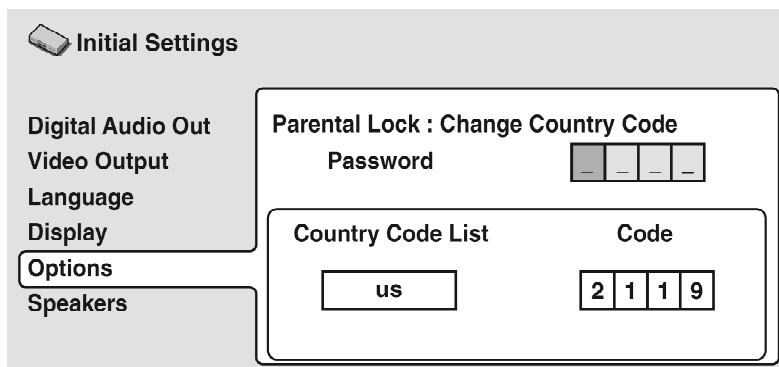 Initial Settings
Digital Audio Out
Video Output
Language
Display
Options
Speakers
Parental Lock : Change Country Code
Password _ _ _ _
Country Code List Code
us 2 1 1 9